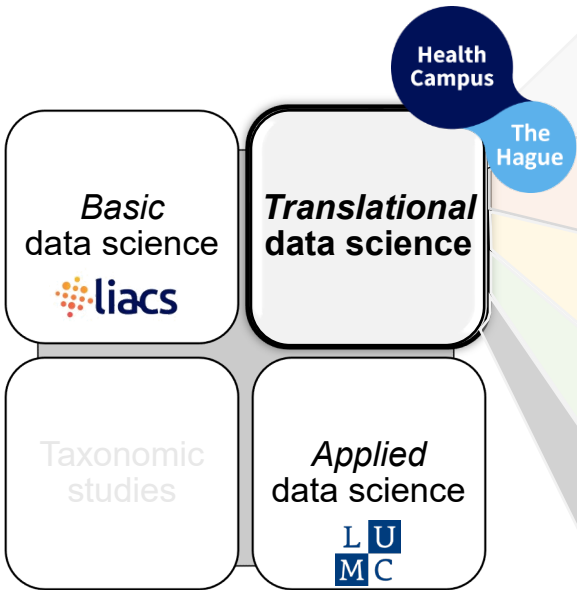 Health
Campus
The
Hague
Basic
data science
liacs
Translational
data science
Taxonomic
studies
Applied
data science
L U
M C